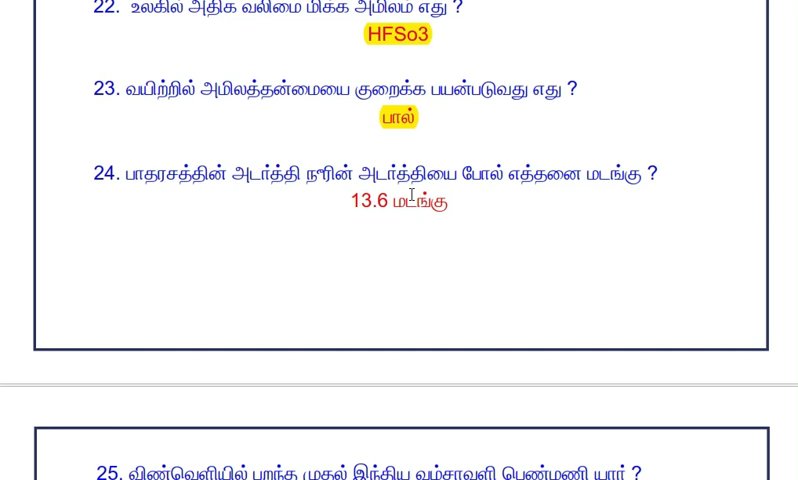 22. உலகில் அதிக வலிமை மிக்க அமிலம் எது ?
HFSo3
23. வயிற்றில் அமிலத்தன்மையை குறைக்க பயன்படுவது எது ?
பால்
24. பாதரசத்தின் அடர்த்தி நீரின் அடர்த்தியை போல் எத்தனை மடங்கு ?
13.6 மடங்கு
25. விண்வெளியில் பறந்த முதல் இந்திய வம்சாவளி பெண்மணி யார் ?